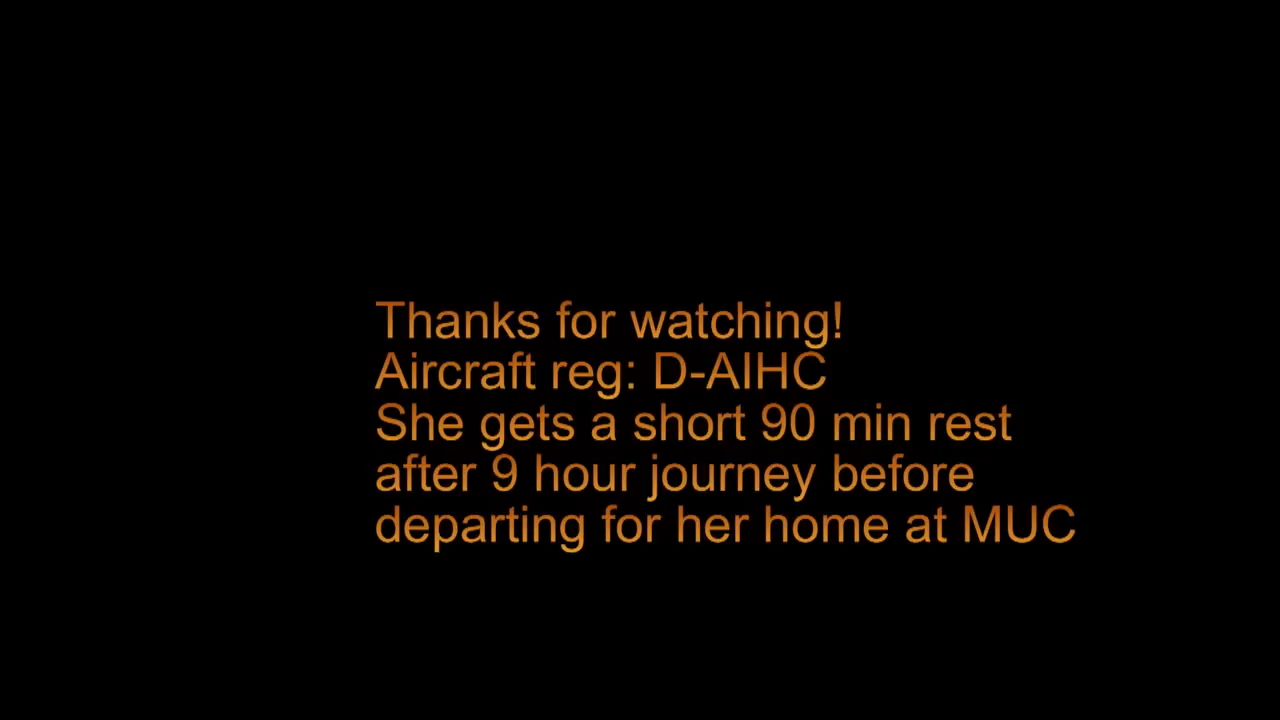 Thanks for watching!
Aircraft reg: D-AIHC
She gets a short 90 min rest
after 9 hour journey before
departing for her home at MUC